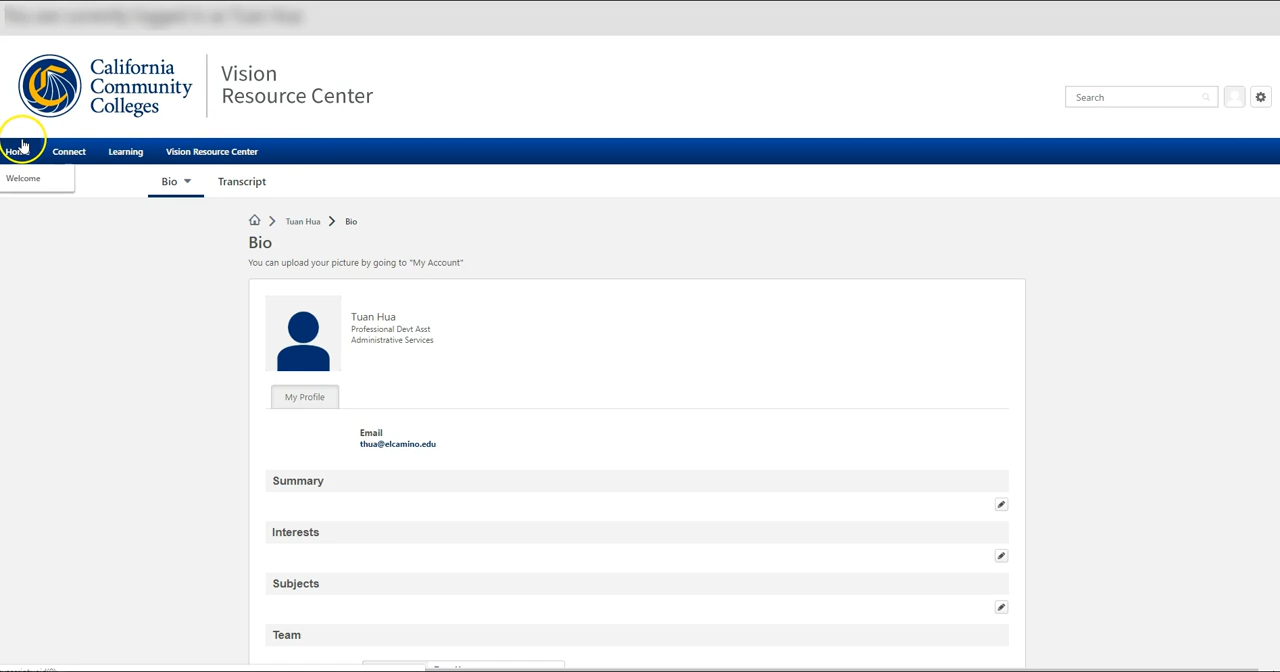 California
Community
Colleges
Vision
Resource Center
Search
Home Connect Learning Vision Resource Center
Welcome
Bio Transcript
Tuan Hua Bio
Bio
You can upload your picture by going to "My Account"
Tuan Hua
Professional Devt Asst
Administrative Services
My Profile
Email
thua@elcamino.edu
Summary
Interests
Subjects
Team